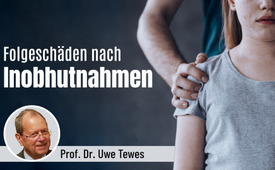 Folgeschäden nach
Inobhutnahmen
Prof. Dr. Uwe Tewes